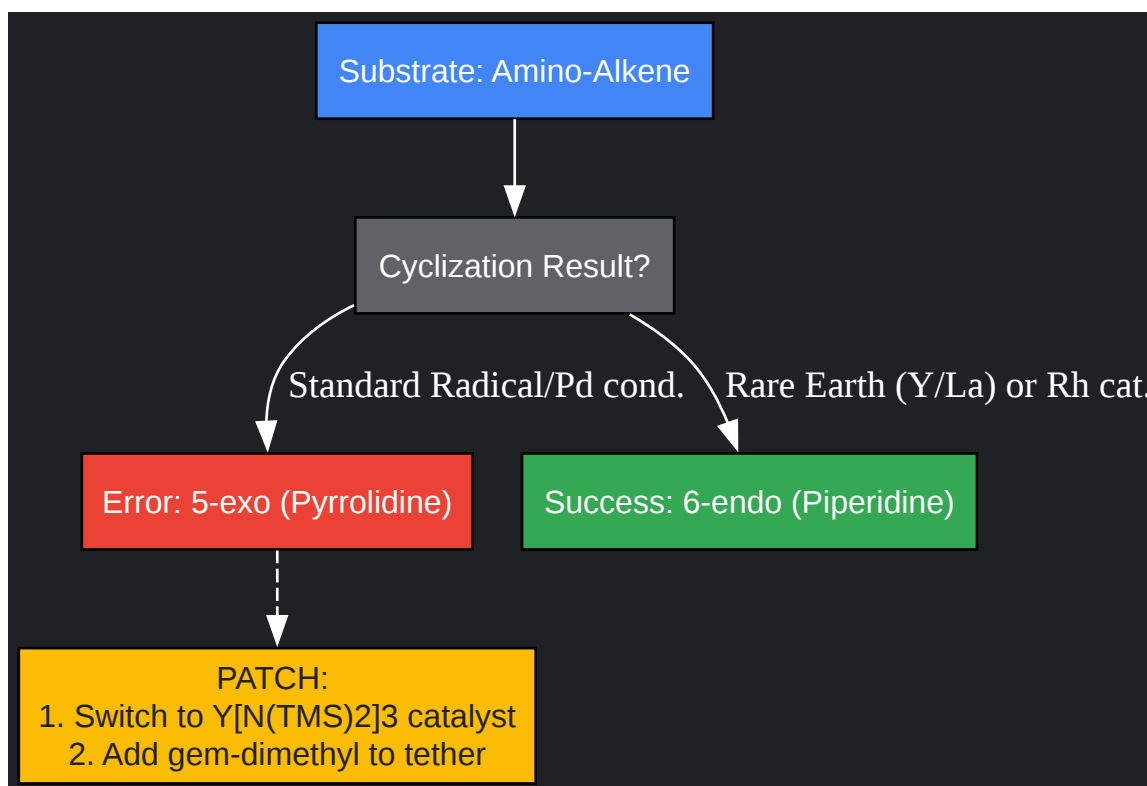 Substrate: Amino-Alkene
Cyclization Result?
Standard Radical/Pd cond.
Rare Earth (Y/La) or Rh cat.
Error: 5-exo (Pyrrolidine)
Success: 6-endo (Piperidine)
PATCH:
1. Switch to Y[N(TMS)2]3 catalyst
2. Add gem-dimethyl to tether